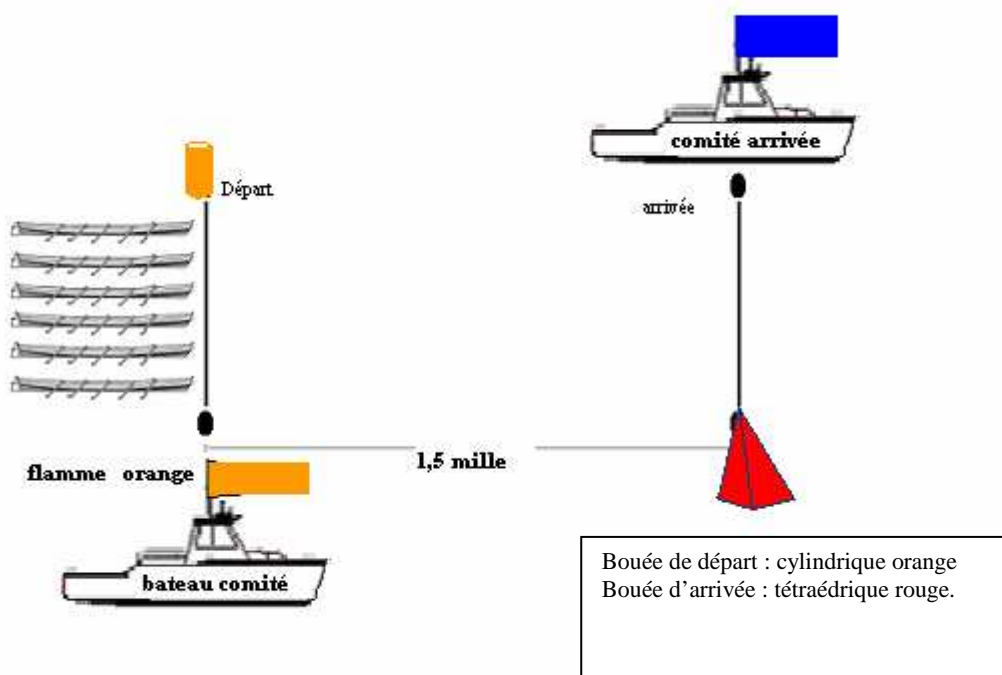 comité arrivée
Départ
arrivée
1,5 mille
flamme orange
bateau comité
Bouée de départ : cylindrique orange
Bouée d'arrivée : tétraédrique rouge.